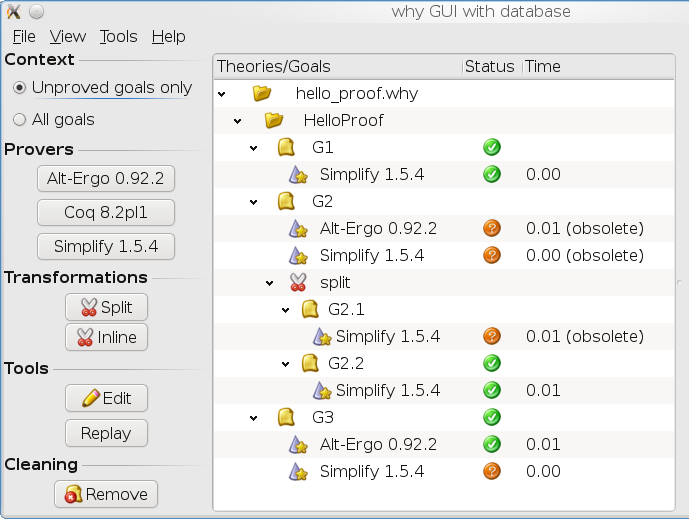 why GUI with database
File View Tools Help
Context
Unproved goals only
All goals
Provers
Alt-Ergo 0.92.2
Coq 8.2pl1
Simplify 1.5.4
Transformations
Split
Inline
Tools
Edit
Replay
Cleaning
Remove
Theories/Goals Status Time
hello_proof.why
HelloProof
G1
Simplify 1.5.4 0.00
G2
Alt-Ergo 0.92.2 0.01 (obsolete)
Simplify 1.5.4 0.00 (obsolete)
split
G2.1
Simplify 1.5.4 0.01 (obsolete)
G2.2
Simplify 1.5.4 0.01
G3
Alt-Ergo 0.92.2 0.01
Simplify 1.5.4 0.00